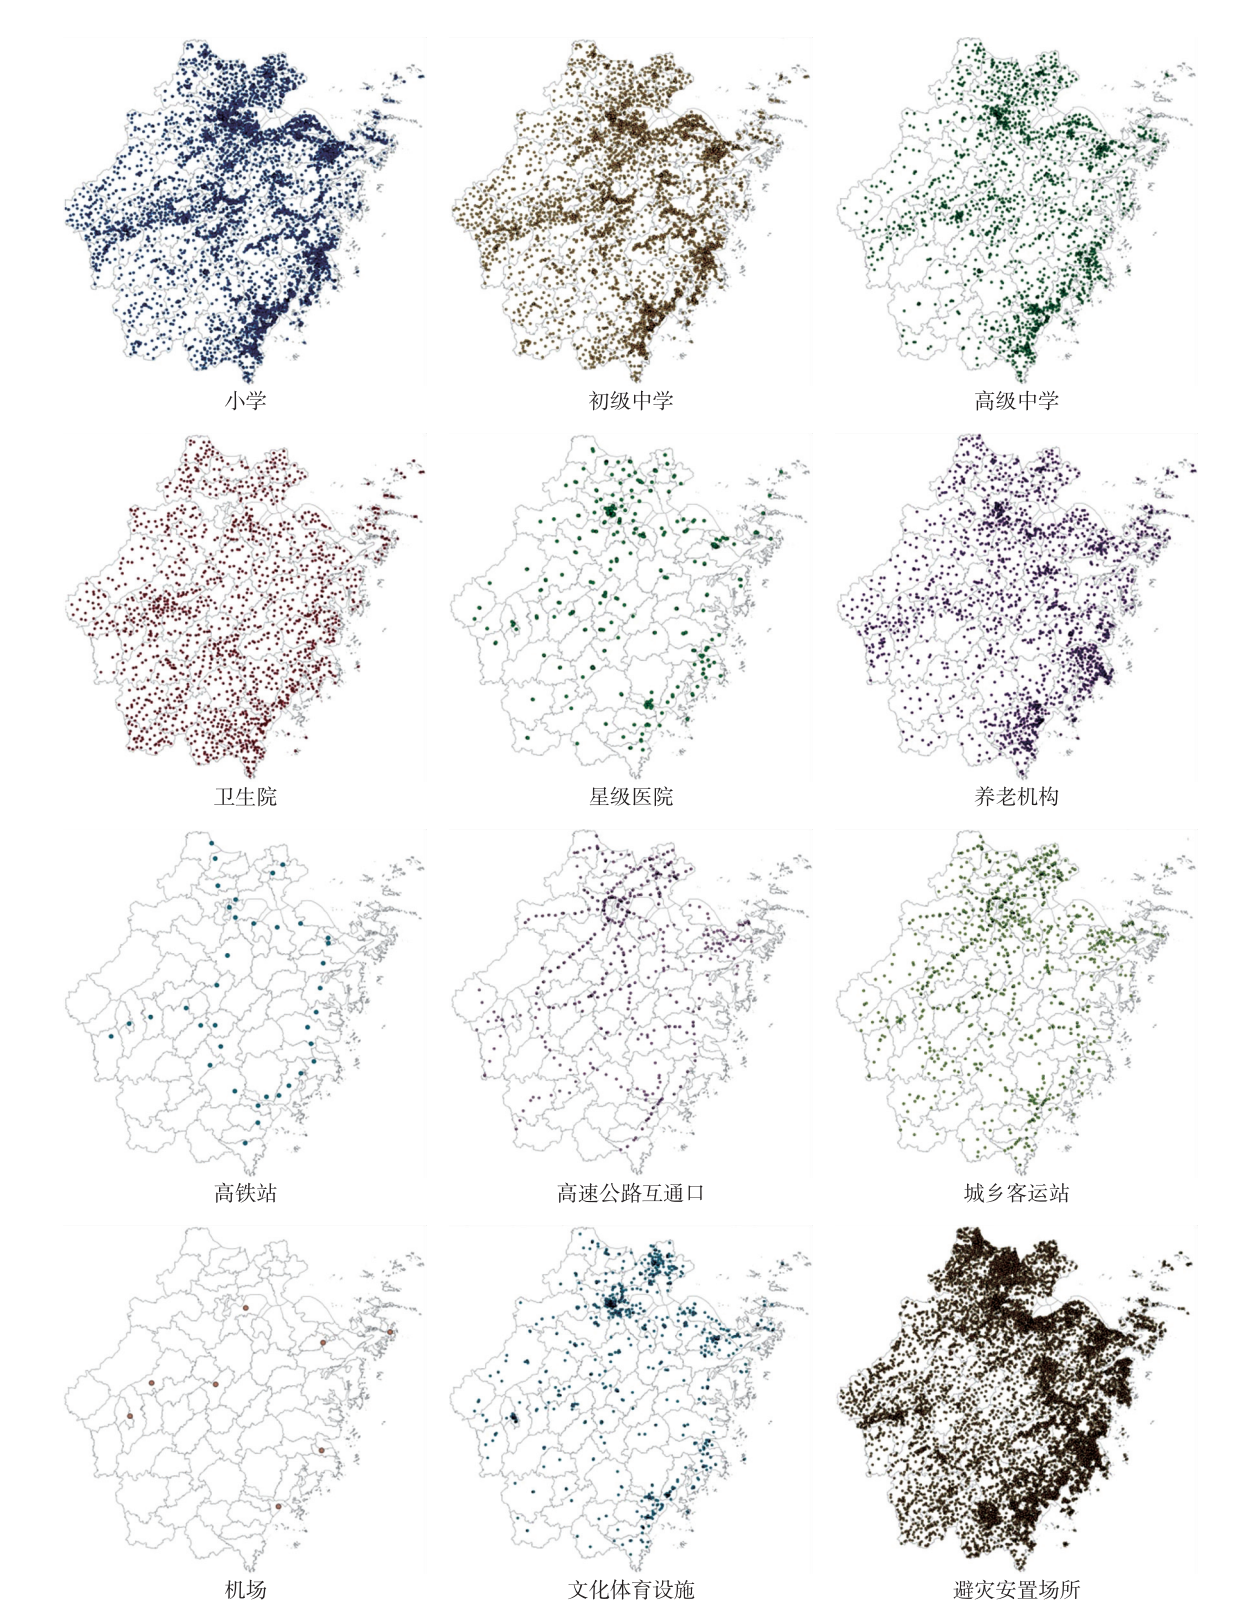 小学
初级中学
高级中学
卫生院
星级医院
养老机构
高铁站
高速公路互通口
城乡客运站
机场
文化体育设施
避灾安置场所